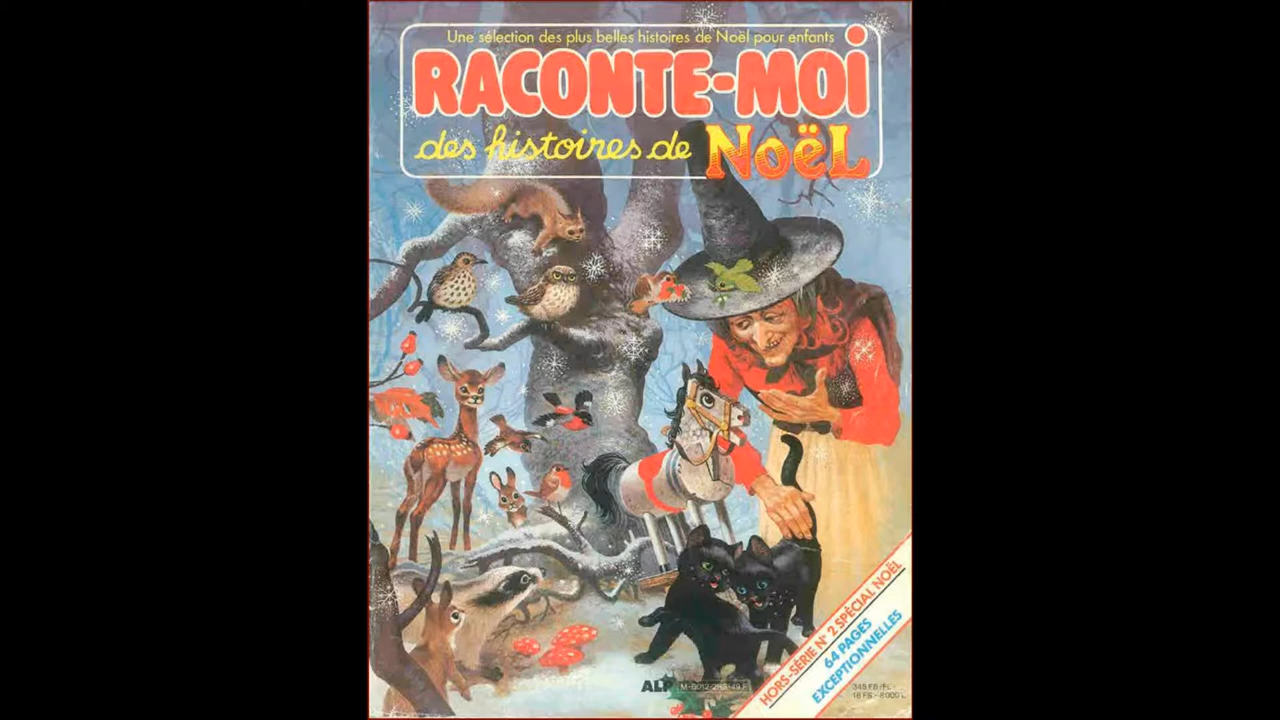 Une sélection des plus belles histoires de Noël pour enfants
RACONTE-MOI
des histoires de NoëL
HORS-SÉRIE N° 2 SPÉCIAL NOËL
64 PAGES
EXCEPTIONNELLES
ALP